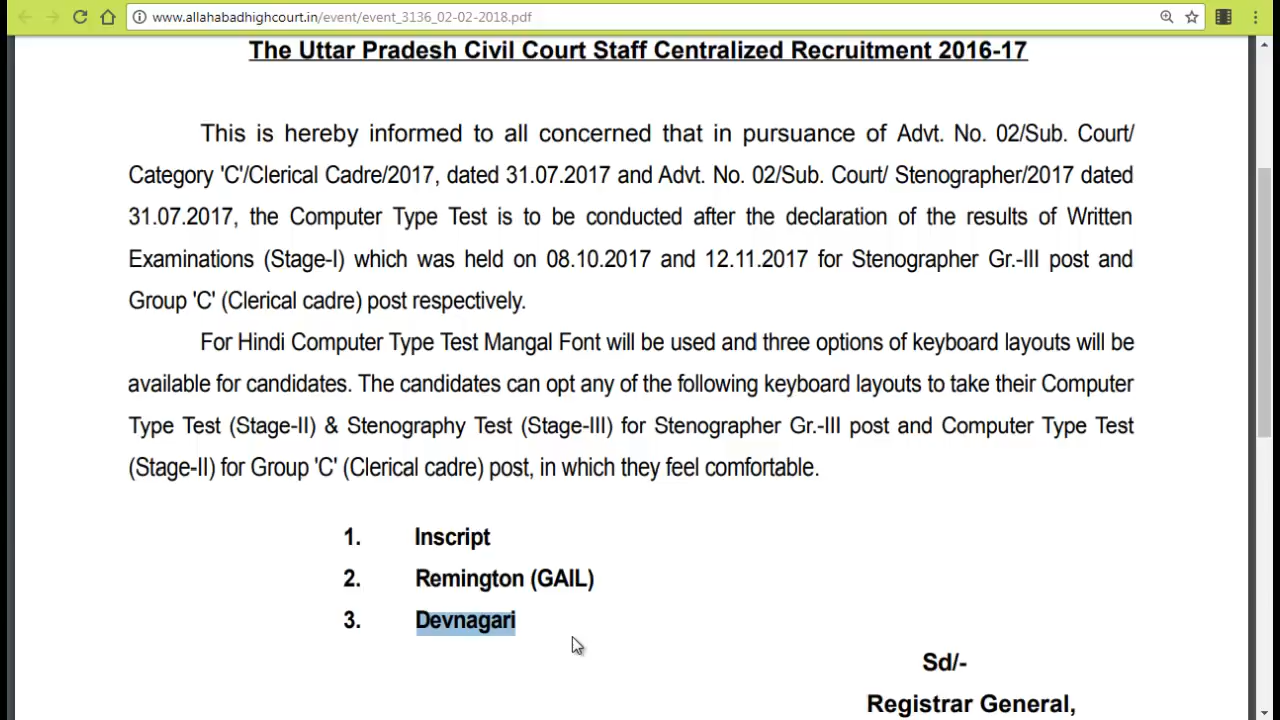 www.allahabadhighcourt.in/event/event_3136_02-02-2018.pdf
The Uttar Pradesh Civil Court Staff Centralized Recruitment 2016-17
This is hereby informed to all concerned that in pursuance of Advt. No. 02/Sub. Court/
Category 'C'/Clerical Cadre/2017, dated 31.07.2017 and Advt. No. 02/Sub. Court/ Stenographer/2017 dated
31.07.2017, the Computer Type Test is to be conducted after the declaration of the results of Written
Examinations (Stage-I) which was held on 08.10.2017 and 12.11.2017 for Stenographer Gr.-III post and
Group 'C' (Clerical cadre) post respectively.
For Hindi Computer Type Test Mangal Font will be used and three options of keyboard layouts will be
available for candidates. The candidates can opt any of the following keyboard layouts to take their Computer
Type Test (Stage-II) & Stenography Test (Stage-III) for Stenographer Gr.-III post and Computer Type Test
(Stage-II) for Group 'C' (Clerical cadre) post, in which they feel comfortable.
1. Inscript
2. Remington (GAIL)
3. Devnagari
Sd/-
Registrar General,